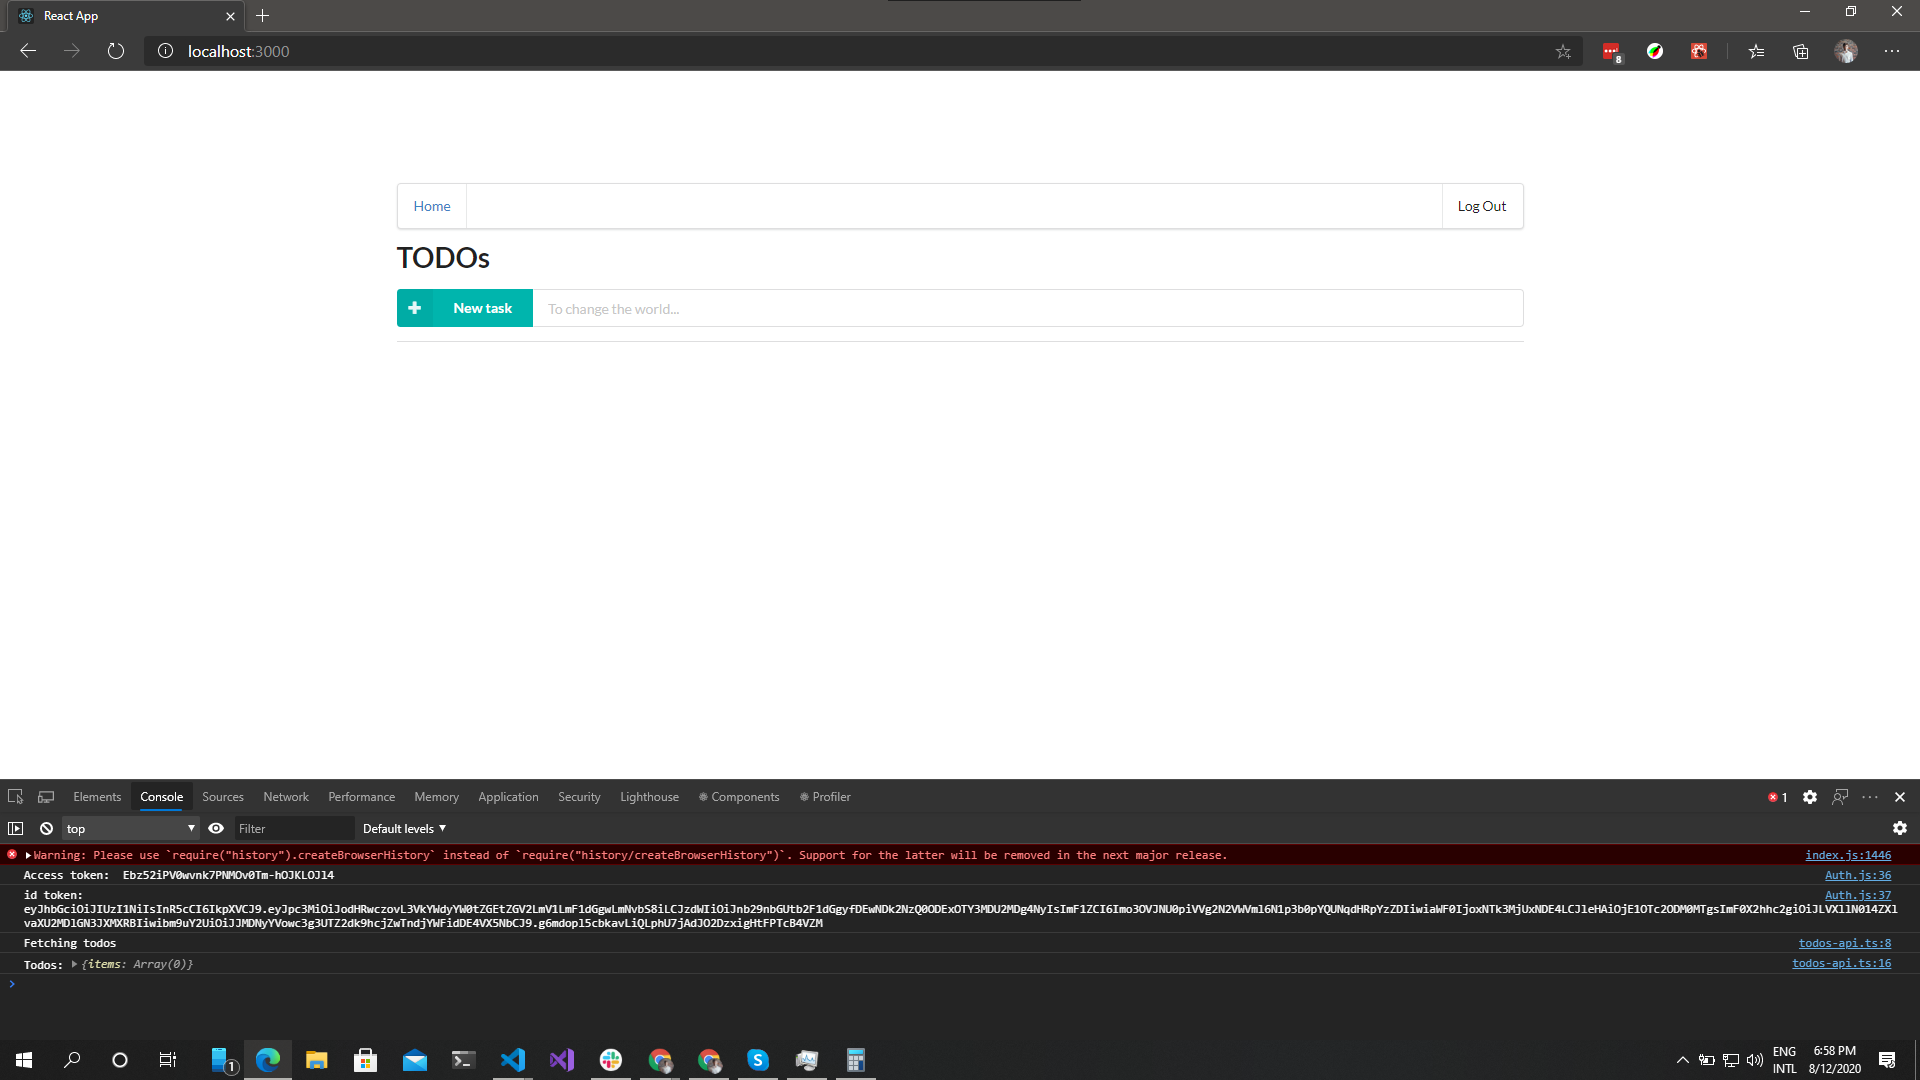 React App
localhost:3000
8
Home
Log Out
TODOs
New task
To change the world...
Elements
Console
Sources
Network
Performance
Memory
Application
Security
Lighthouse
Components
Profiler
1
top
Filter
Default levels
Warning: Please use `require("history").createBrowserHistory` instead of `require("history/createBrowserHistory")`. Support for the latter will be removed in the next major release.
index.js:1446
Access token: Ebz52iPV0wvnk7PNMOv0Tm-hOJKLOJl4
Auth.js:36
id token:
Auth.js:37
Fetching todos
todos-api.ts:8
Todos: {items: Array(0)}
todos-api.ts:16
1
ENG
INTL
6:58 PM
8/12/2020